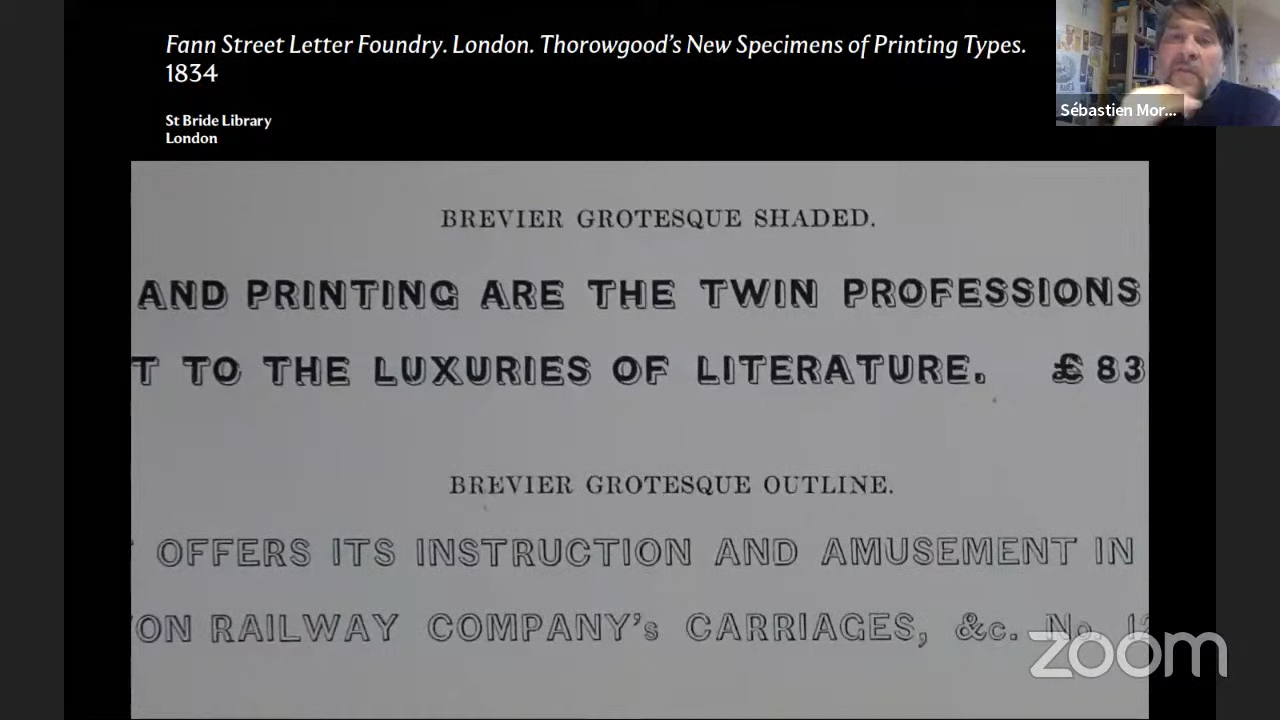 Fann Street Letter Foundry. London. Thorowgood's New Specimens of Printing Types.
1834
St Bride Library
London
Sébastien Mor...
BREVIER GROTESQUE SHADED.
AND PRINTING ARE THE TWIN PROFESSIONS
T TO THE LUXURIES OF LITERATURE. £ 83
BREVIER GROTESQUE OUTLINE.
OFFERS ITS INSTRUCTION AND AMUSEMENT IN
ON RAILWAY COMPANY's CARRIAGES, &c. No. 12
zoom